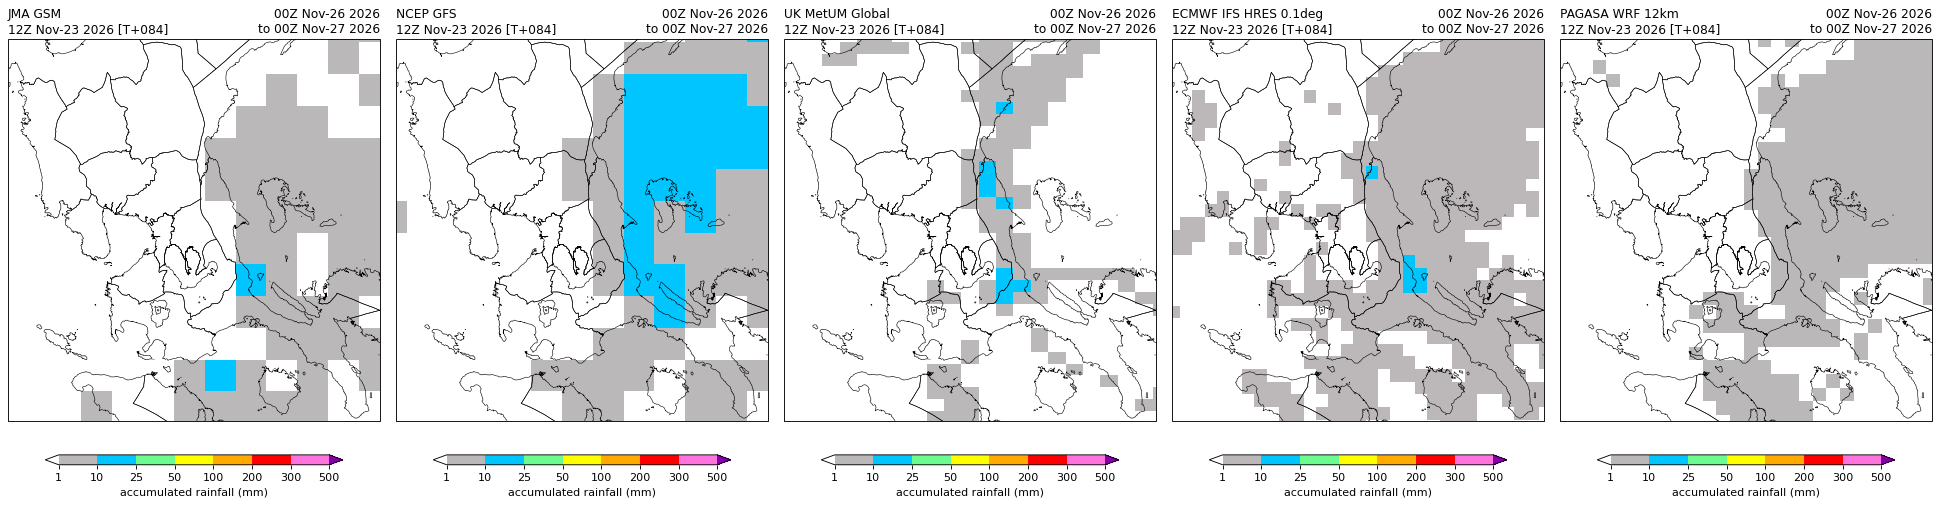 JMA GSM 00Z Nov-26 2026
12Z Nov-23 2026 [T+084] to 00Z Nov-27 2026
NCEP GFS 00Z Nov-26 2026
12Z Nov-23 2026 [T+084] to 00Z Nov-27 2026
UK MetUM Global 00Z Nov-26 2026
12Z Nov-23 2026 [T+084] to 00Z Nov-27 2026
ECMWF IFS HRES 0.1deg 00Z Nov-26 2026
12Z Nov-23 2026 [T+084] to 00Z Nov-27 2026
PAGASA WRF 12km 00Z Nov-26 2026
12Z Nov-23 2026 [T+084] to 00Z Nov-27 2026
1 10 25 50 100 200 300 500
accumulated rainfall (mm)
1 10 25 50 100 200 300 500
accumulated rainfall (mm)
1 10 25 50 100 200 300 500
accumulated rainfall (mm)
1 10 25 50 100 200 300 500
accumulated rainfall (mm)
1 10 25 50 100 200 300 500
accumulated rainfall (mm)